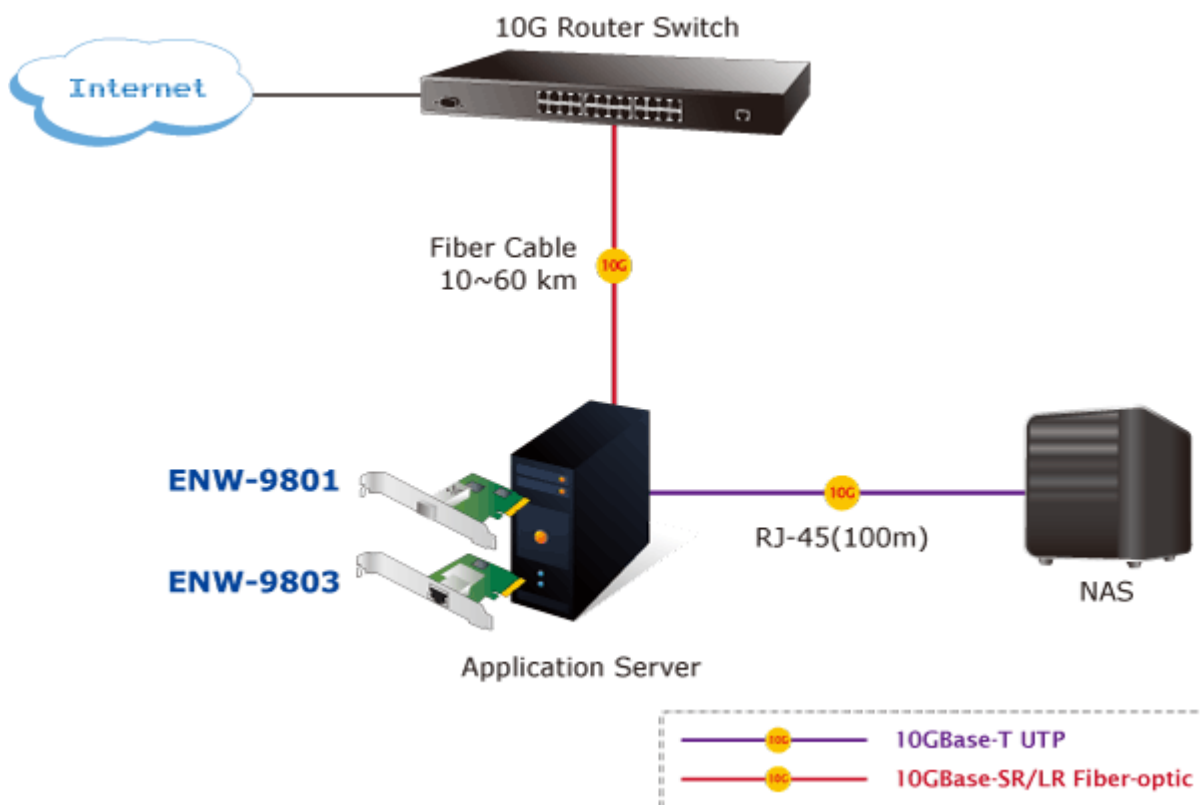 10G Router Switch
Internet
Fiber Cable
10~60 km
10G
ENW-9801
ENW-9803
10G
RJ-45(100m)
NAS
Application Server
10G 10GBase-T UTP
10G 10GBase-SR/LR Fiber-optic